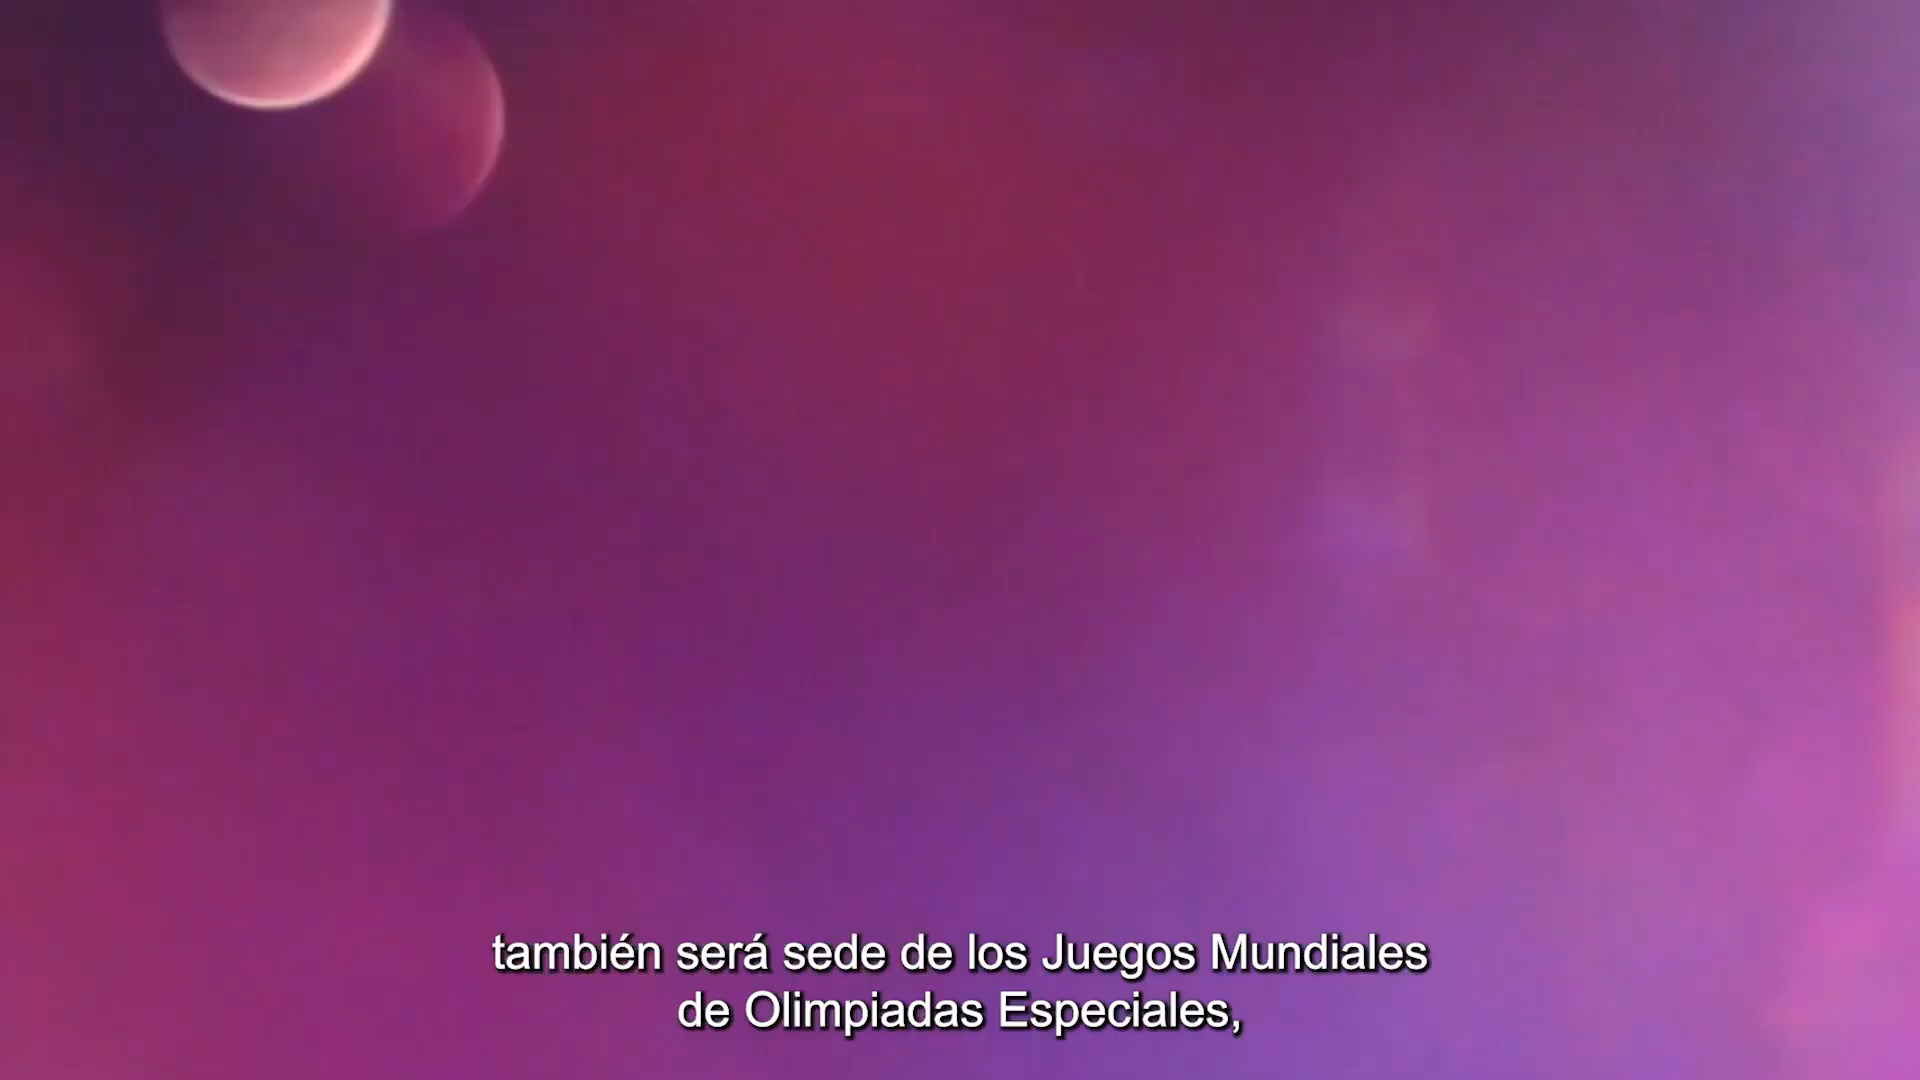 también será sede de los Juegos Mundiales
de Olimpiadas Especiales,